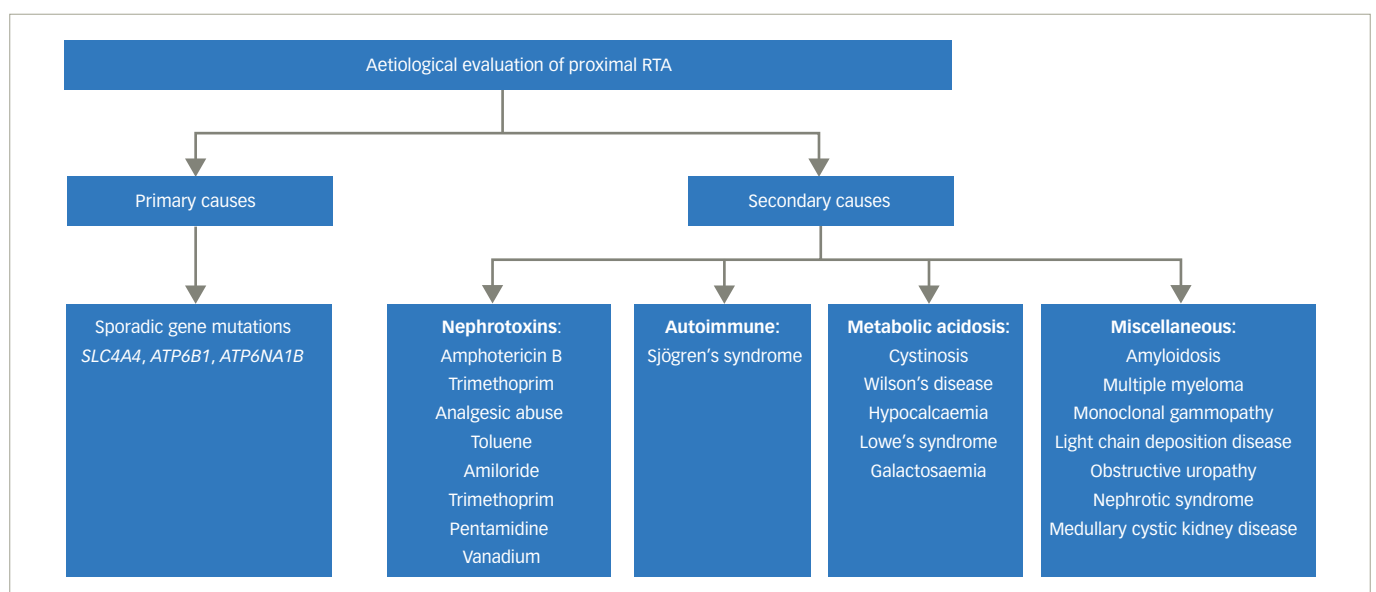 Aetiological evaluation of proximal RTA
Primary causes
Secondary causes
Sporadic gene mutations
SLC4A4, ATP6B1, ATP6NA1B
Nephrotoxins:
Amphotericin B
Trimethoprim
Analgesic abuse
Toluene
Amiloride
Trimethoprim
Pentamidine
Vanadium
Autoimmune:
Sjögren's syndrome
Metabolic acidosis:
Cystinosis
Wilson's disease
Hypocalcaemia
Lowe's syndrome
Galactosaemia
Miscellaneous:
Amyloidosis
Multiple myeloma
Monoclonal gammopathy
Light chain deposition disease
Obstructive uropathy
Nephrotic syndrome
Medullary cystic kidney disease